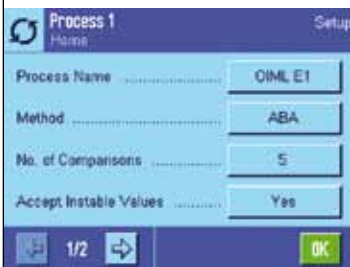 Process 1
Setup
Home
Process Name ..................... OIML E1
Method ................................ ABA
No. of Comparisons ............... 5
Accept Instable Values .......... Yes
1/2
OK